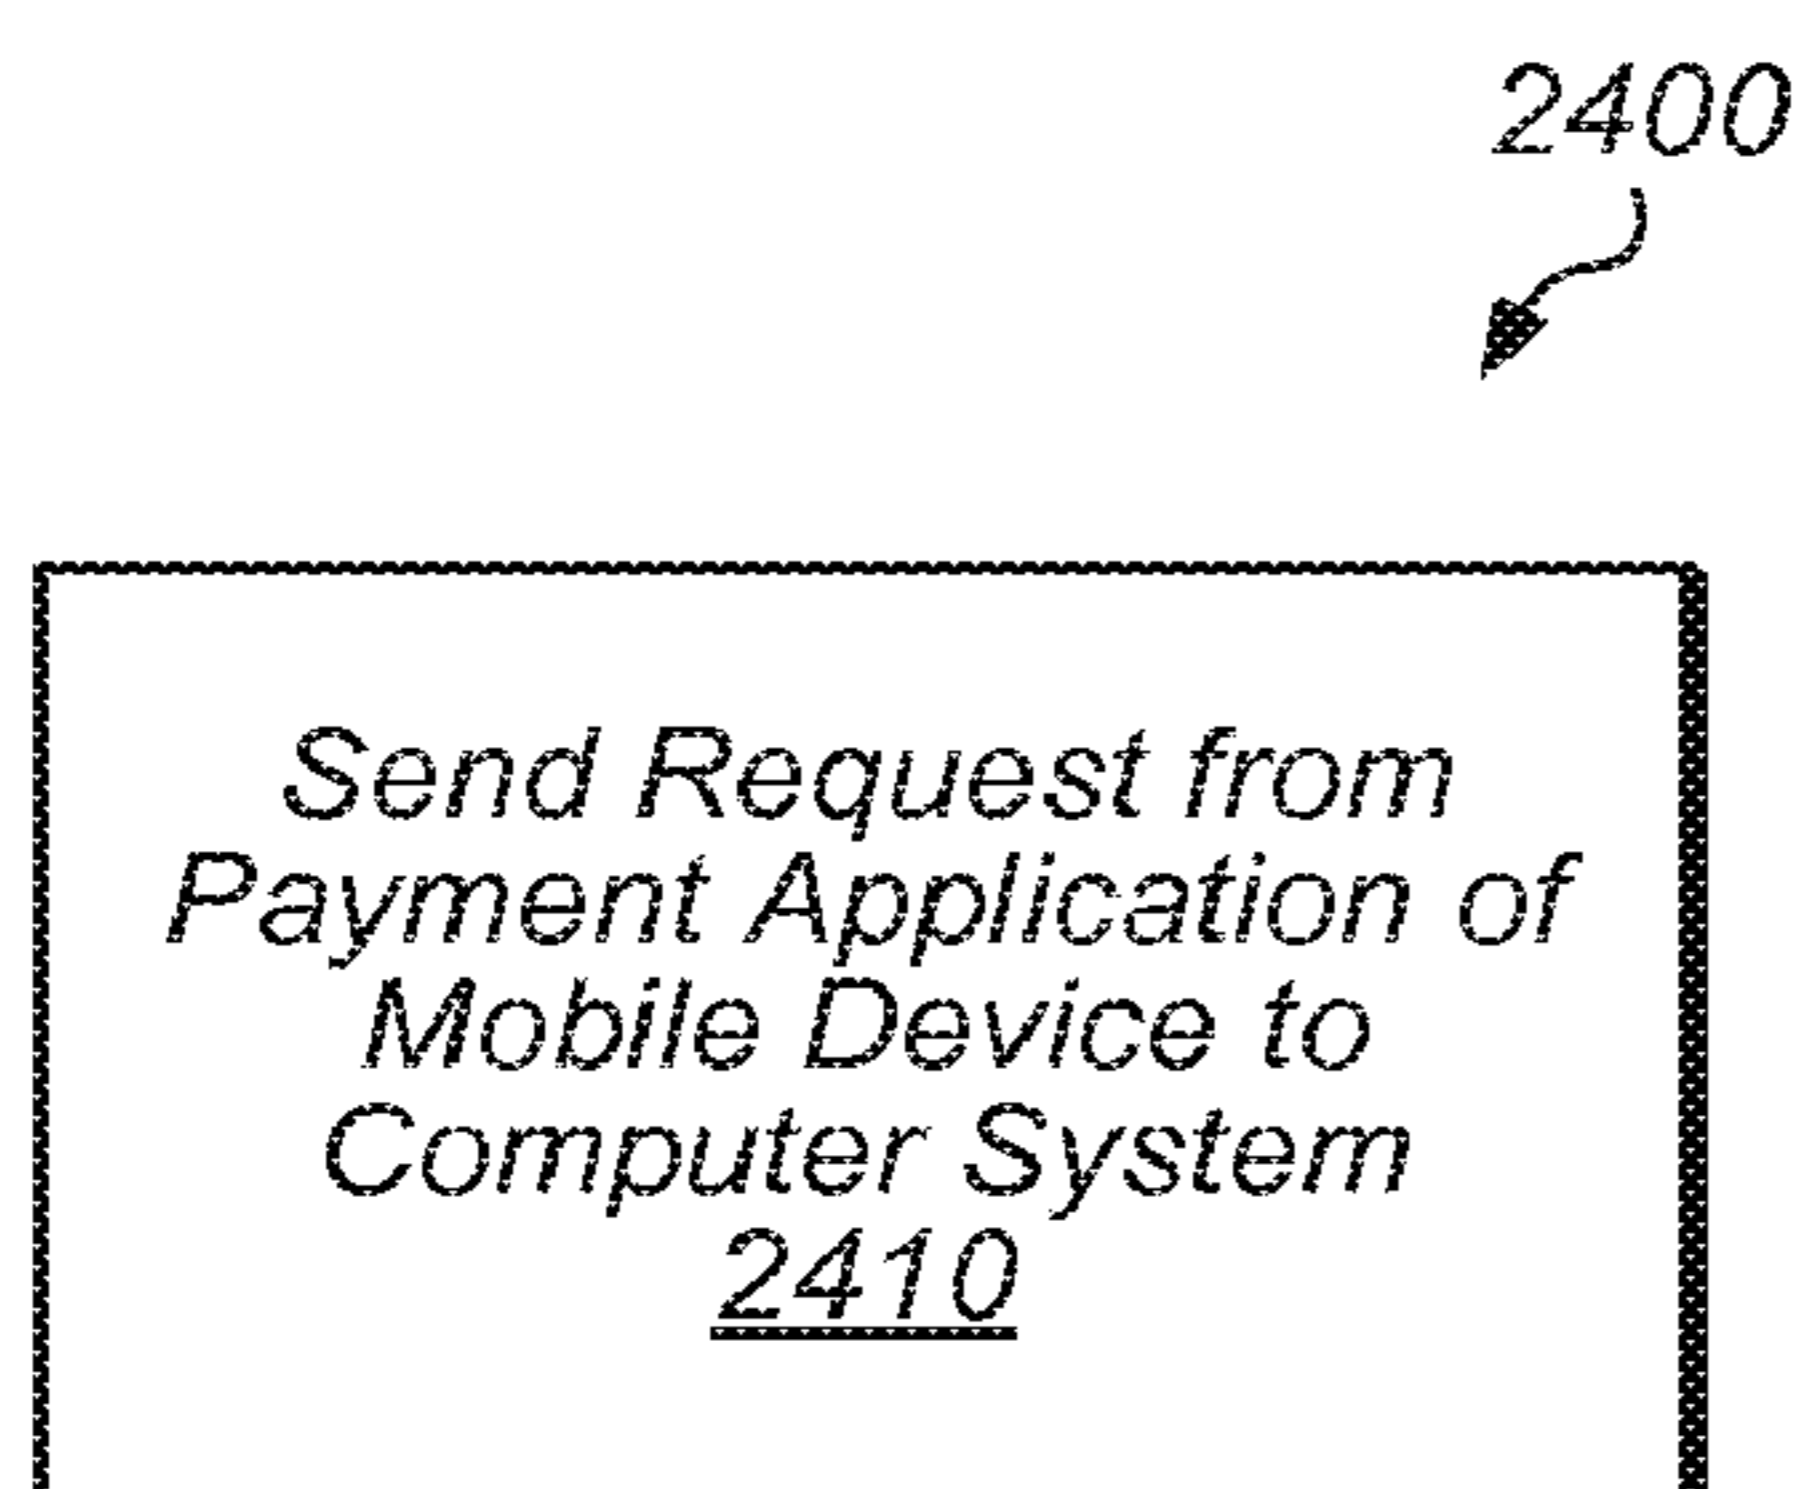 2400
Send Request from
Payment Application of
Mobile Device to
Computer System
2410